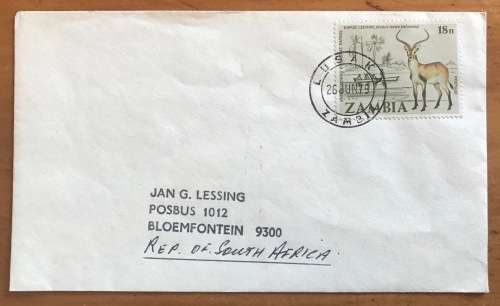 18n
ZAMBIA
LUSAKA
26 JUN 79
ZAMBIA
JAN G. LESSING
POSBUS 1012
BLOEMFONTEIN 9300
REP. OF SOUTH AFRICA.